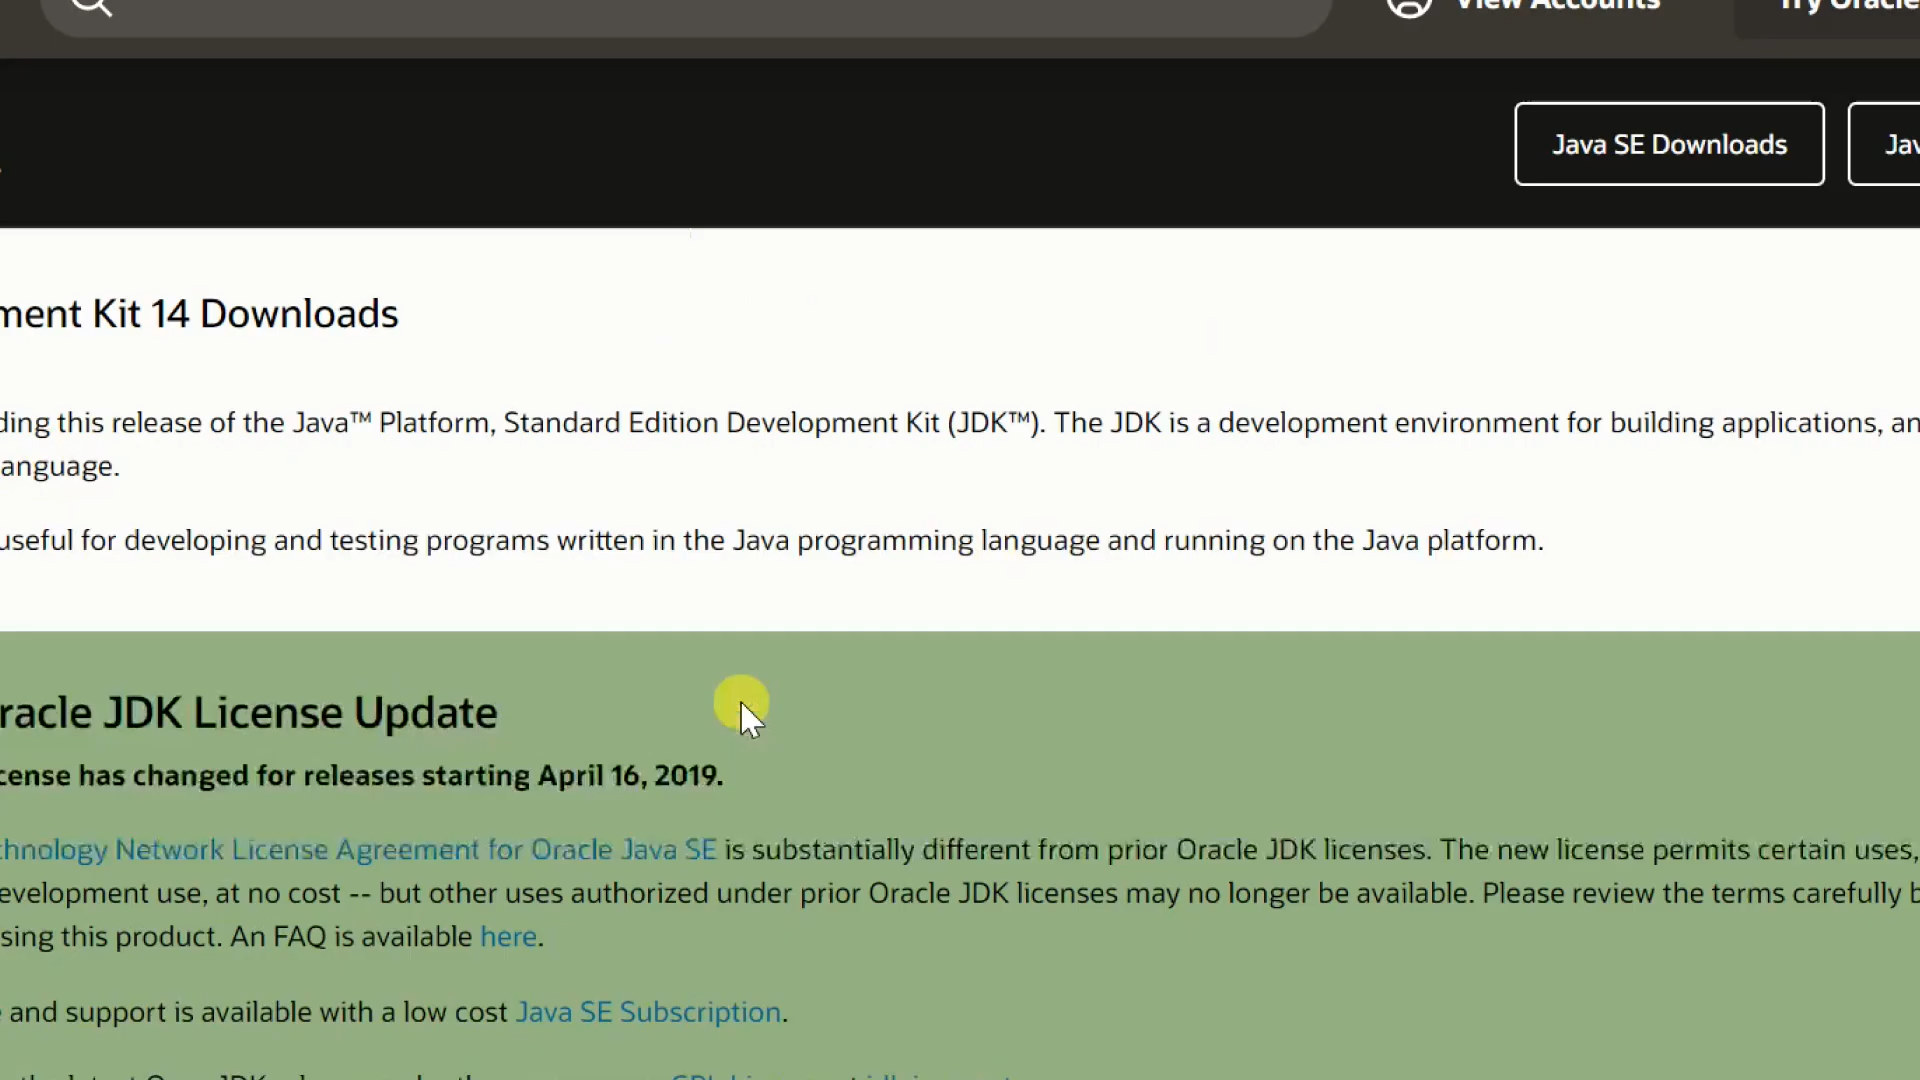 View Accounts
Try Oracle
Java SE Downloads
Jav
ment Kit 14 Downloads
ding this release of the Java™ Platform, Standard Edition Development Kit (JDK™). The JDK is a development environment for building applications, an
anguage.
useful for developing and testing programs written in the Java programming language and running on the Java platform.
racle JDK License Update
cense has changed for releases starting April 16, 2019.
chnology Network License Agreement for Oracle Java SE is substantially different from prior Oracle JDK licenses. The new license permits certain uses,
evelopment use, at no cost -- but other uses authorized under prior Oracle JDK licenses may no longer be available. Please review the terms carefully b
sing this product. An FAQ is available here.
and support is available with a low cost Java SE Subscription.